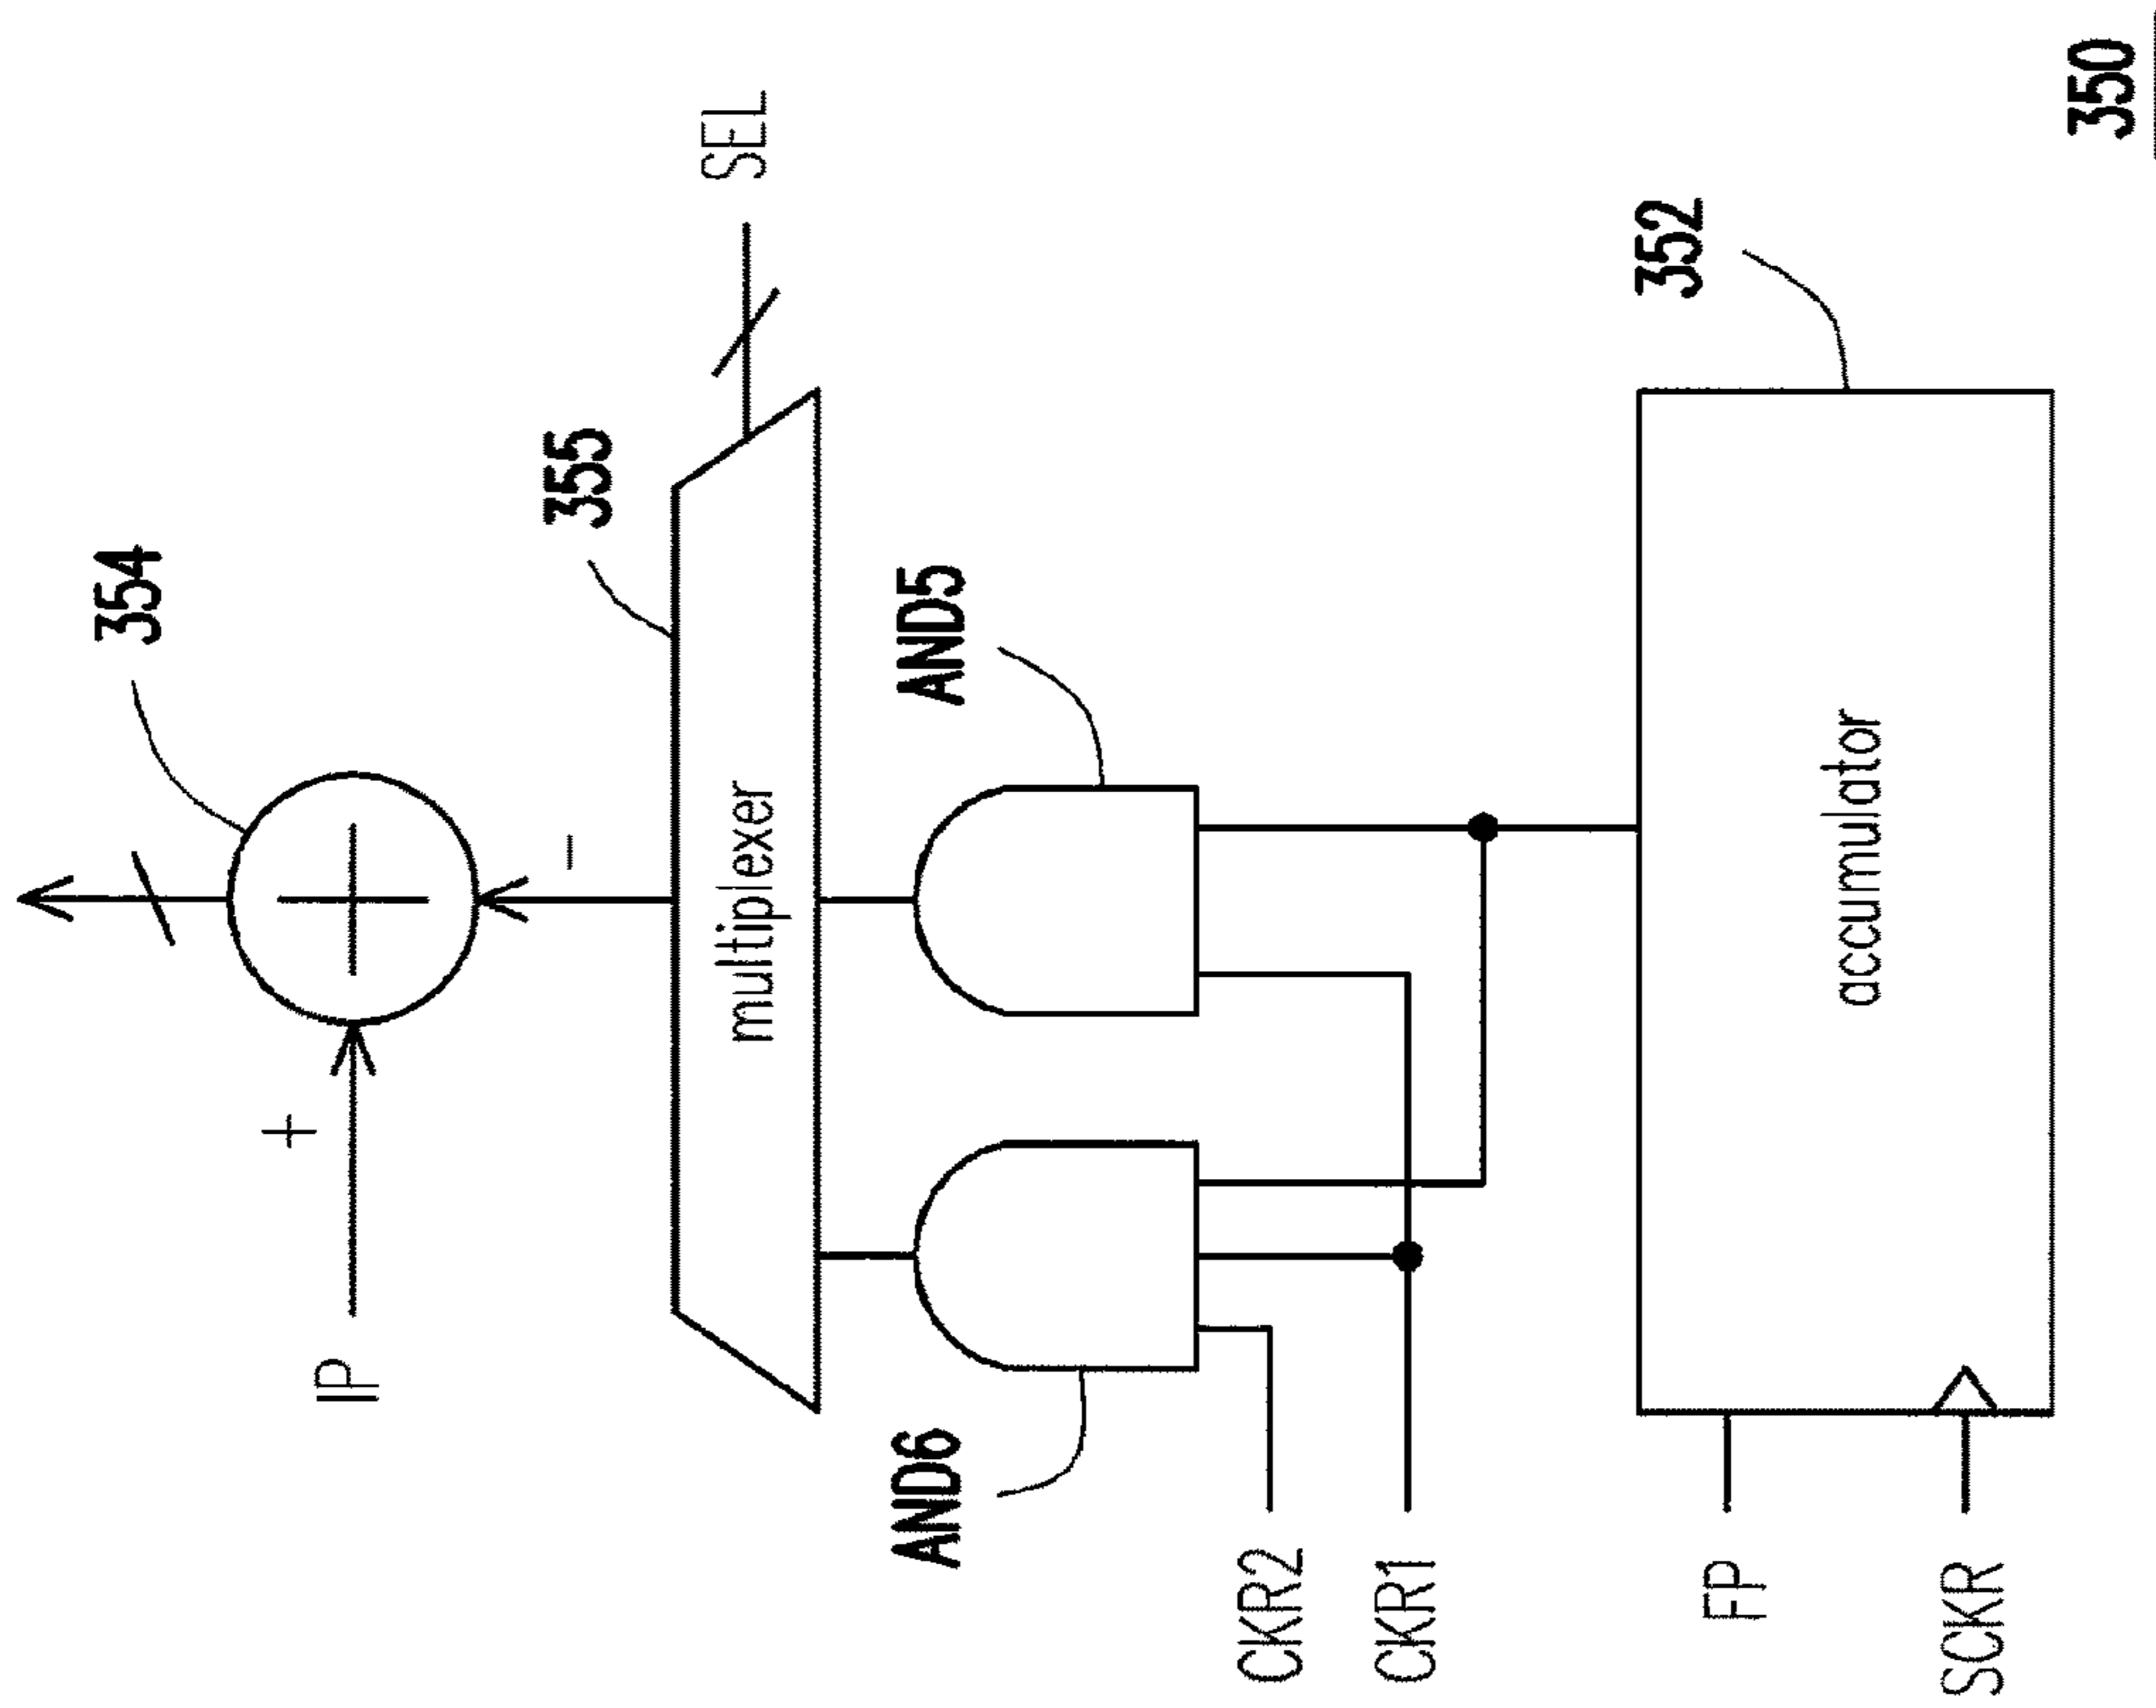 354
IP
+
−
355
SEL
multiplexer
AND6
AND5
CKR2
CKR1
352
FP
accumulator
SCKR
350